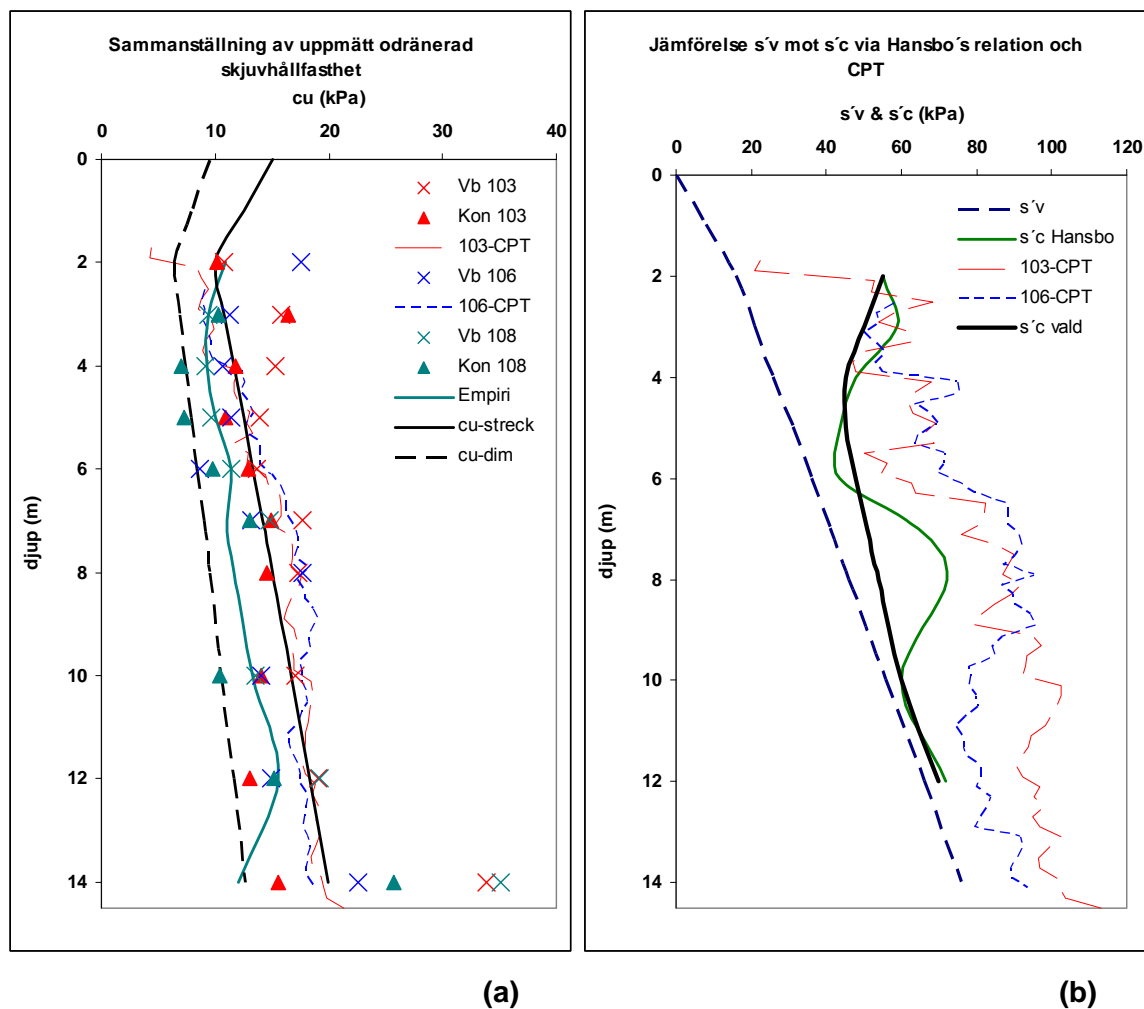 Sammanställning av uppmätt odränerad
skjuvhållfasthet
cu (kPa)
0 10 20 30 40
0
2
4
6
8
10
12
14
djup (m)
Vb 103
Kon 103
103-CPT
Vb 106
106-CPT
Vb 108
Kon 108
Empiri
cu-streck
cu-dim
(a)
Jämförelse s´v mot s´c via Hansbo´s relation och
CPT
s´v & s´c (kPa)
0 20 40 60 80 100 120
0
2
4
6
8
10
12
14
djup (m)
s´v
s´c Hansbo
103-CPT
106-CPT
s´c vald
(b)